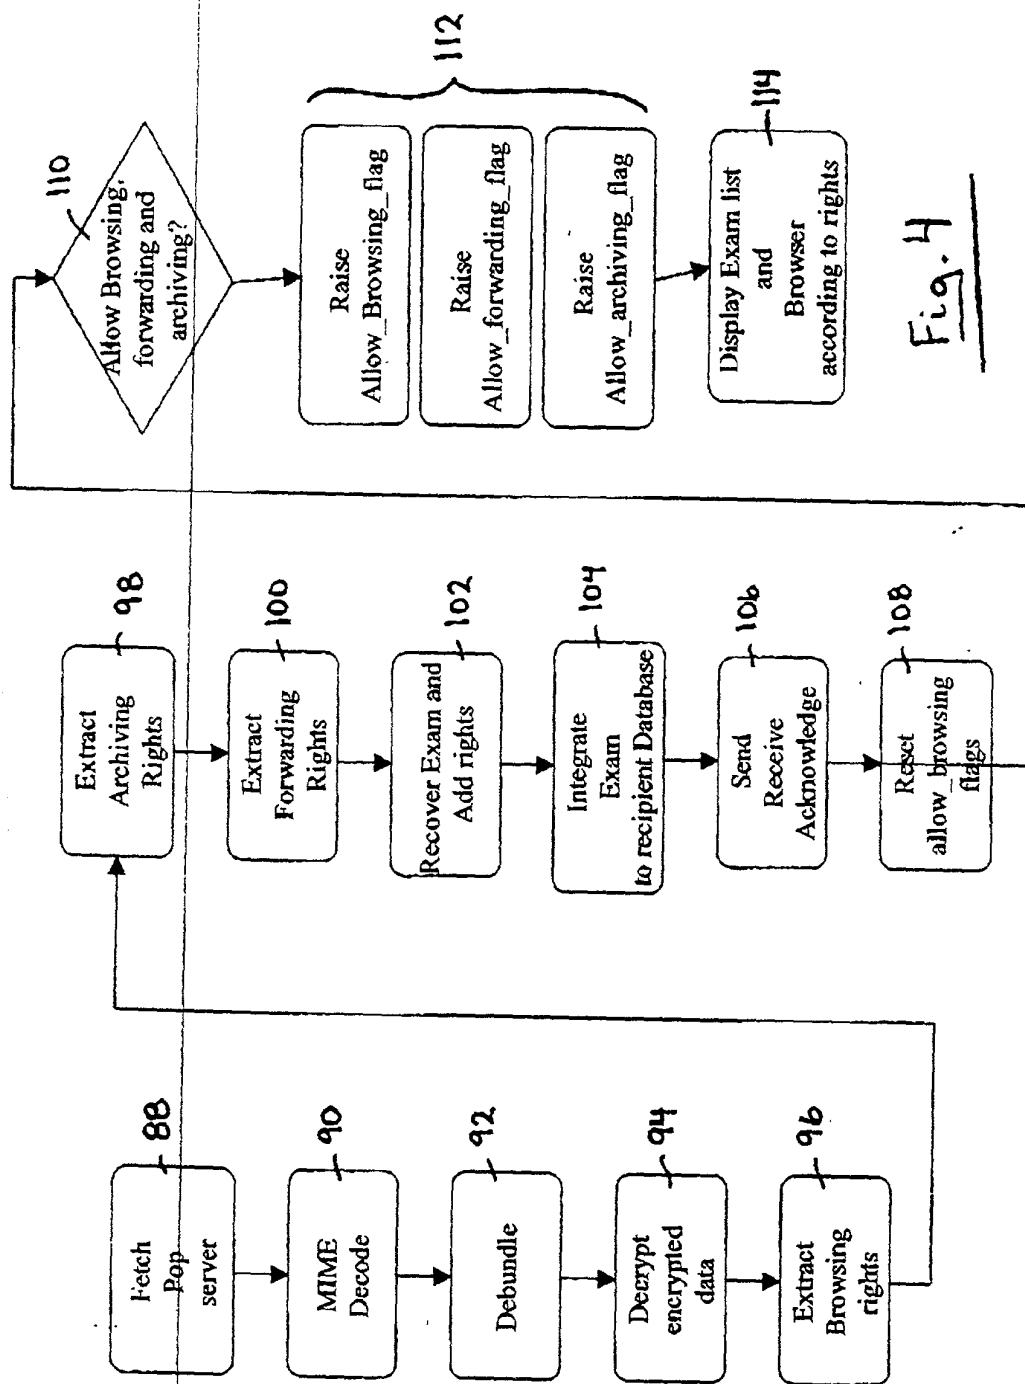 Fetch
Pop
server
88
MIME
Decode
90
Debundle
92
Decrypt
encrypted
data
94
Extract
Browsing
rights
96
Extract
Archiving
Rights
98
Extract
Forwarding
Rights
100
Recover Exam and
Add rights
102
Integrate
Exam
to recipient Database
104
Send
Receive
Acknowledge
106
Reset
allow_browsing
flags
108
Allow Browsing,
forwarding and
archiving?
110
Raise
Allow_Browsing_flag
Raise
Allow_forwarding_flag
Raise
Allow_archiving_flag
112
Display Exam list
and
Browser
according to rights
114
Fig. 4